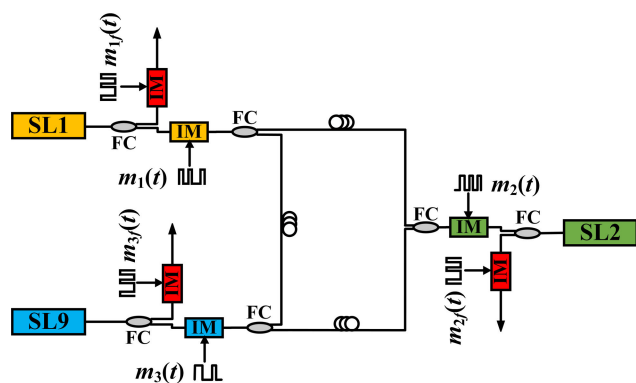 m1f(t)
IM
SL1
FC
IM
FC
m1(t)
m2(t)
FC
IM
FC
SL2
m3f(t)
IM
SL9
FC
IM
FC
m3(t)
IM
m2f(t)